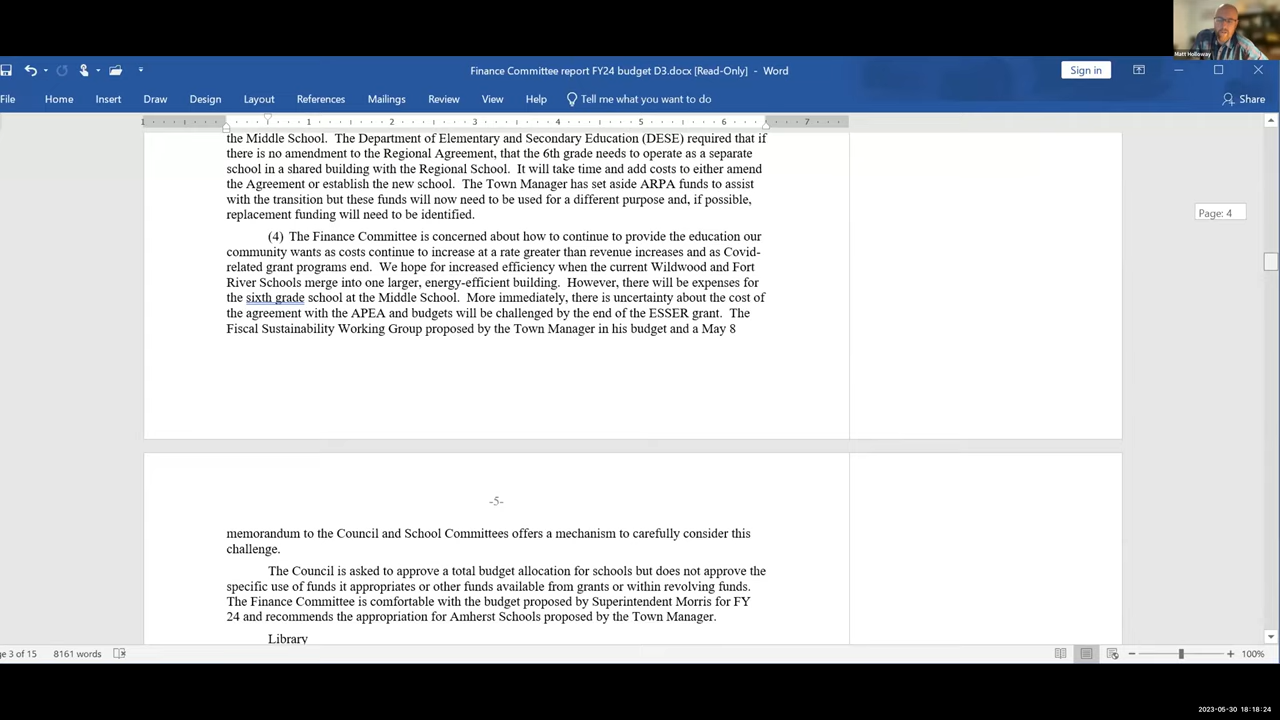 Matt Holloway
Finance Committee report FY24 budget D3.docx [Read-Only] - Word
Sign in
File Home Insert Draw Design Layout References Mailings Review View Help Tell me what you want to do Share
1 1 2 3 4 5 6 7
the Middle School. The Department of Elementary and Secondary Education (DESE) required that if
there is no amendment to the Regional Agreement, that the 6th grade needs to operate as a separate
school in a shared building with the Regional School. It will take time and add costs to either amend
the Agreement or establish the new school. The Town Manager has set aside ARPA funds to assist
with the transition but these funds will now need to be used for a different purpose and, if possible,
replacement funding will need to be identified.
Page: 4
(4) The Finance Committee is concerned about how to continue to provide the education our
community wants as costs continue to increase at a rate greater than revenue increases and as Covid-
related grant programs end. We hope for increased efficiency when the current Wildwood and Fort
River Schools merge into one larger, energy-efficient building. However, there will be expenses for
the sixth grade school at the Middle School. More immediately, there is uncertainty about the cost of
the agreement with the APEA and budgets will be challenged by the end of the ESSER grant. The
Fiscal Sustainability Working Group proposed by the Town Manager in his budget and a May 8
-5-
memorandum to the Council and School Committees offers a mechanism to carefully consider this
challenge.
The Council is asked to approve a total budget allocation for schools but does not approve the
specific use of funds it appropriates or other funds available from grants or within revolving funds.
The Finance Committee is comfortable with the budget proposed by Superintendent Morris for FY
24 and recommends the appropriation for Amherst Schools proposed by the Town Manager.
Library
ge 3 of 15 8161 words 100%
2023-05-30 18:18:24